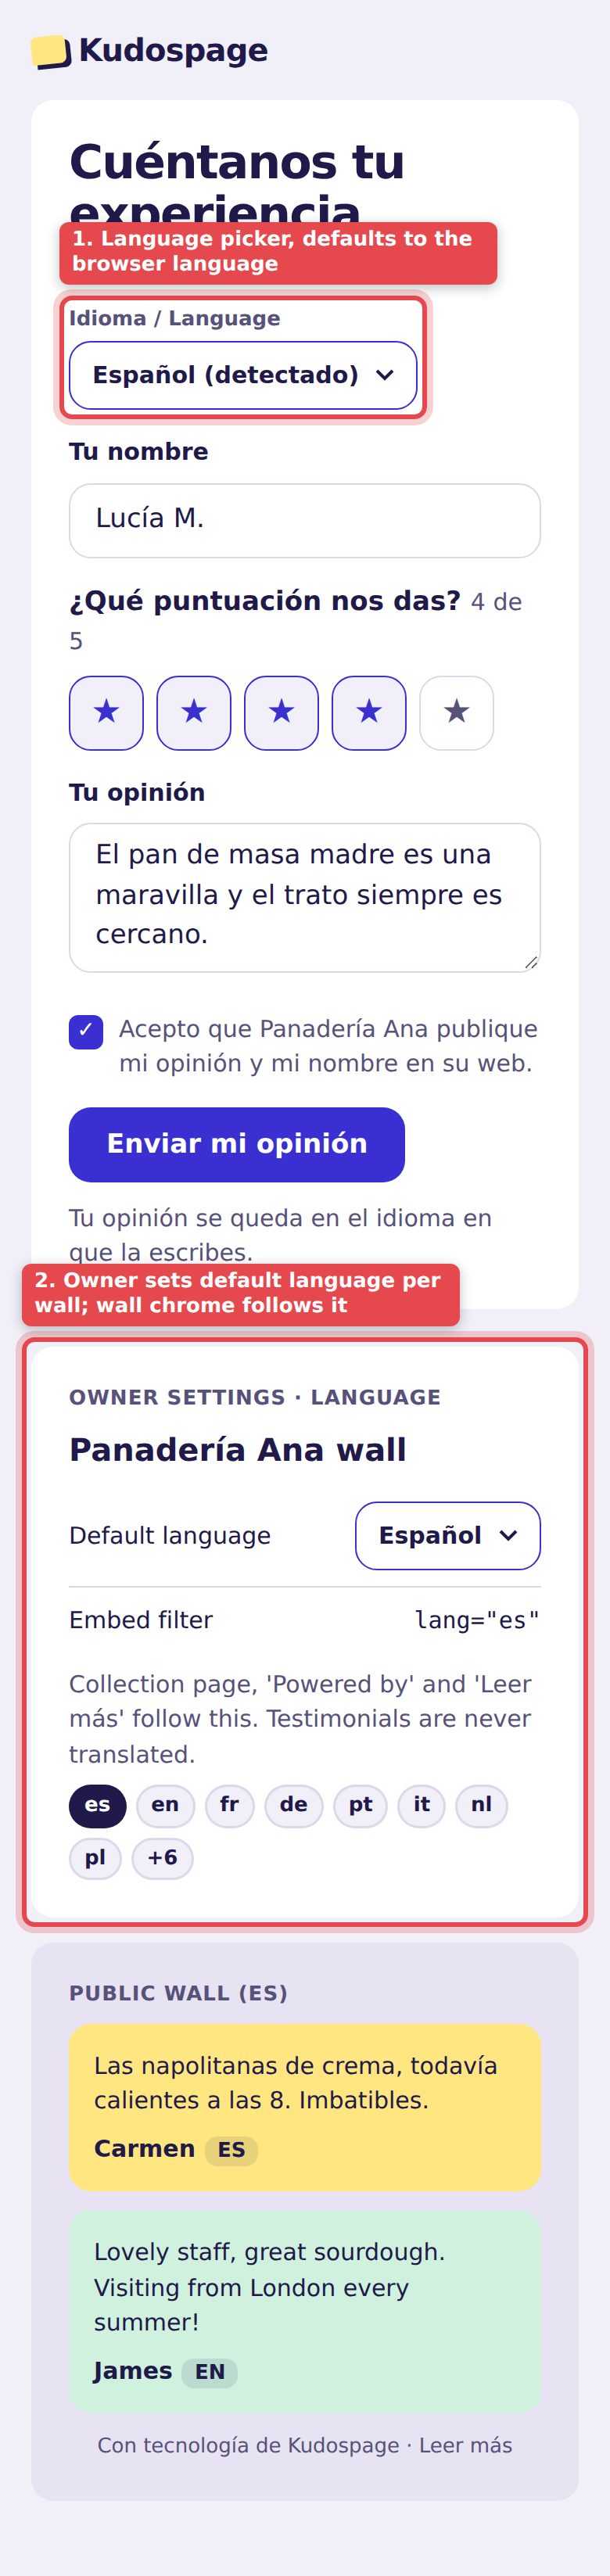 Kudospage
Cuéntanos tu
experiencia
1. Language picker, defaults to the
browser language
Idioma / Language
Español (detectado)
Tu nombre
Lucía M.
¿Qué puntuación nos das? 4 de
5
★ ★ ★ ★ ★
Tu opinión
El pan de masa madre es una
maravilla y el trato siempre es
cercano.
✓ Acepto que Panadería Ana publique
mi opinión y mi nombre en su web.
Enviar mi opinión
Tu opinión se queda en el idioma en
que la escribes.
2. Owner sets default language per
wall; wall chrome follows it
OWNER SETTINGS · LANGUAGE
Panadería Ana wall
Default language Español
Embed filter lang="es"
Collection page, 'Powered by' and 'Leer
más' follow this. Testimonials are never
translated.
es en fr de pt it nl
pl +6
PUBLIC WALL (ES)
Las napolitanas de crema, todavía
calientes a las 8. Imbatibles.
Carmen ES
Lovely staff, great sourdough.
Visiting from London every
summer!
James EN
Con tecnología de Kudospage · Leer más